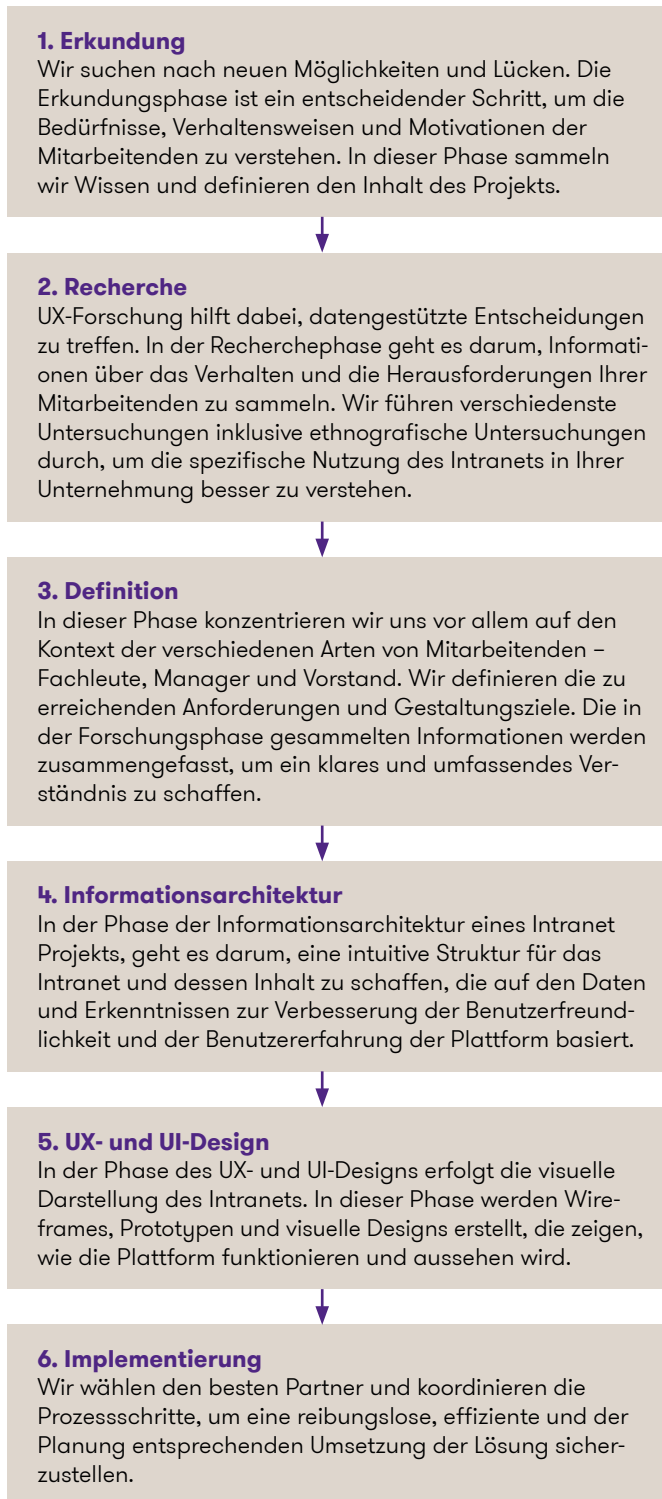 1. Erkundung
Wir suchen nach neuen Möglichkeiten und Lücken. Die
Erkundungsphase ist ein entscheidender Schritt, um die
Bedürfnisse, Verhaltensweisen und Motivationen der
Mitarbeitenden zu verstehen. In dieser Phase sammeln
wir Wissen und definieren den Inhalt des Projekts.
2. Recherche
UX-Forschung hilft dabei, datengestützte Entscheidungen
zu treffen. In der Recherchephase geht es darum, Informati-
onen über das Verhalten und die Herausforderungen Ihrer
Mitarbeitenden zu sammeln. Wir führen verschiedenste
Untersuchungen inklusive ethnografische Untersuchungen
durch, um die spezifische Nutzung des Intranets in Ihrer
Unternehmung besser zu verstehen.
3. Definition
In dieser Phase konzentrieren wir uns vor allem auf den
Kontext der verschiedenen Arten von Mitarbeitenden –
Fachleute, Manager und Vorstand. Wir definieren die zu
erreichenden Anforderungen und Gestaltungsziele. Die in
der Forschungsphase gesammelten Informationen werden
zusammengefasst, um ein klares und umfassendes Ver-
ständnis zu schaffen.
4. Informationsarchitektur
In der Phase der Informationsarchitektur eines Intranet
Projekts, geht es darum, eine intuitive Struktur für das
Intranet und dessen Inhalt zu schaffen, die auf den Daten
und Erkenntnissen zur Verbesserung der Benutzerfreund-
lichkeit und der Benutzererfahrung der Plattform basiert.
5. UX- und UI-Design
In der Phase des UX- und UI-Designs erfolgt die visuelle
Darstellung des Intranets. In dieser Phase werden Wire-
frames, Prototypen und visuelle Designs erstellt, die zeigen,
wie die Plattform funktionieren und aussehen wird.
6. Implementierung
Wir wählen den besten Partner und koordinieren die
Prozessschritte, um eine reibungslose, effiziente und der
Planung entsprechenden Umsetzung der Lösung sicher-
zustellen.